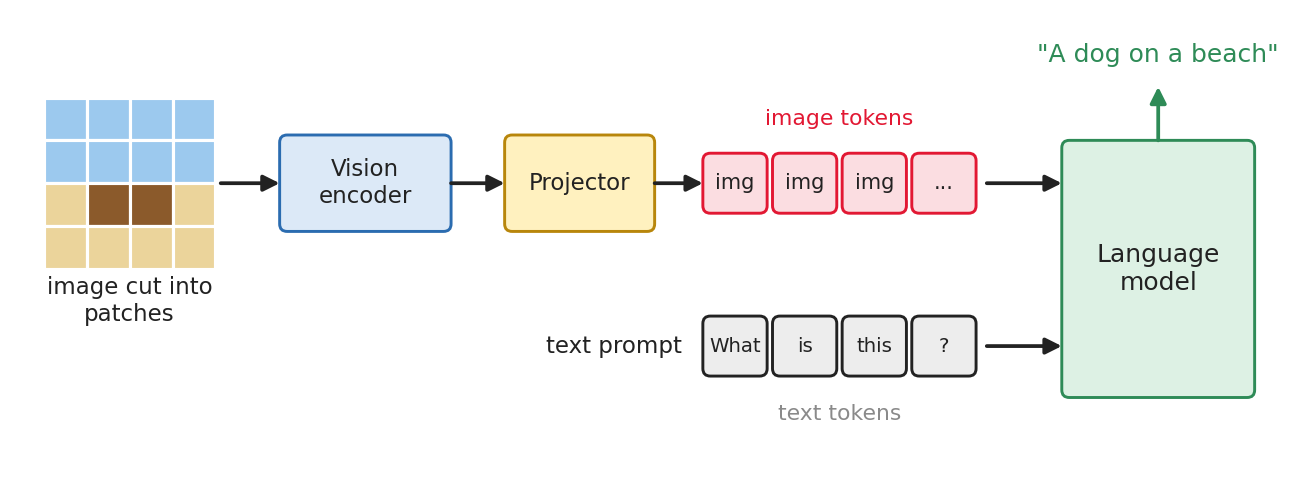 "A dog on a beach"
image tokens
Vision
encoder
Projector
img img img ...
Language
model
image cut into
patches
text prompt
What is this ?
text tokens